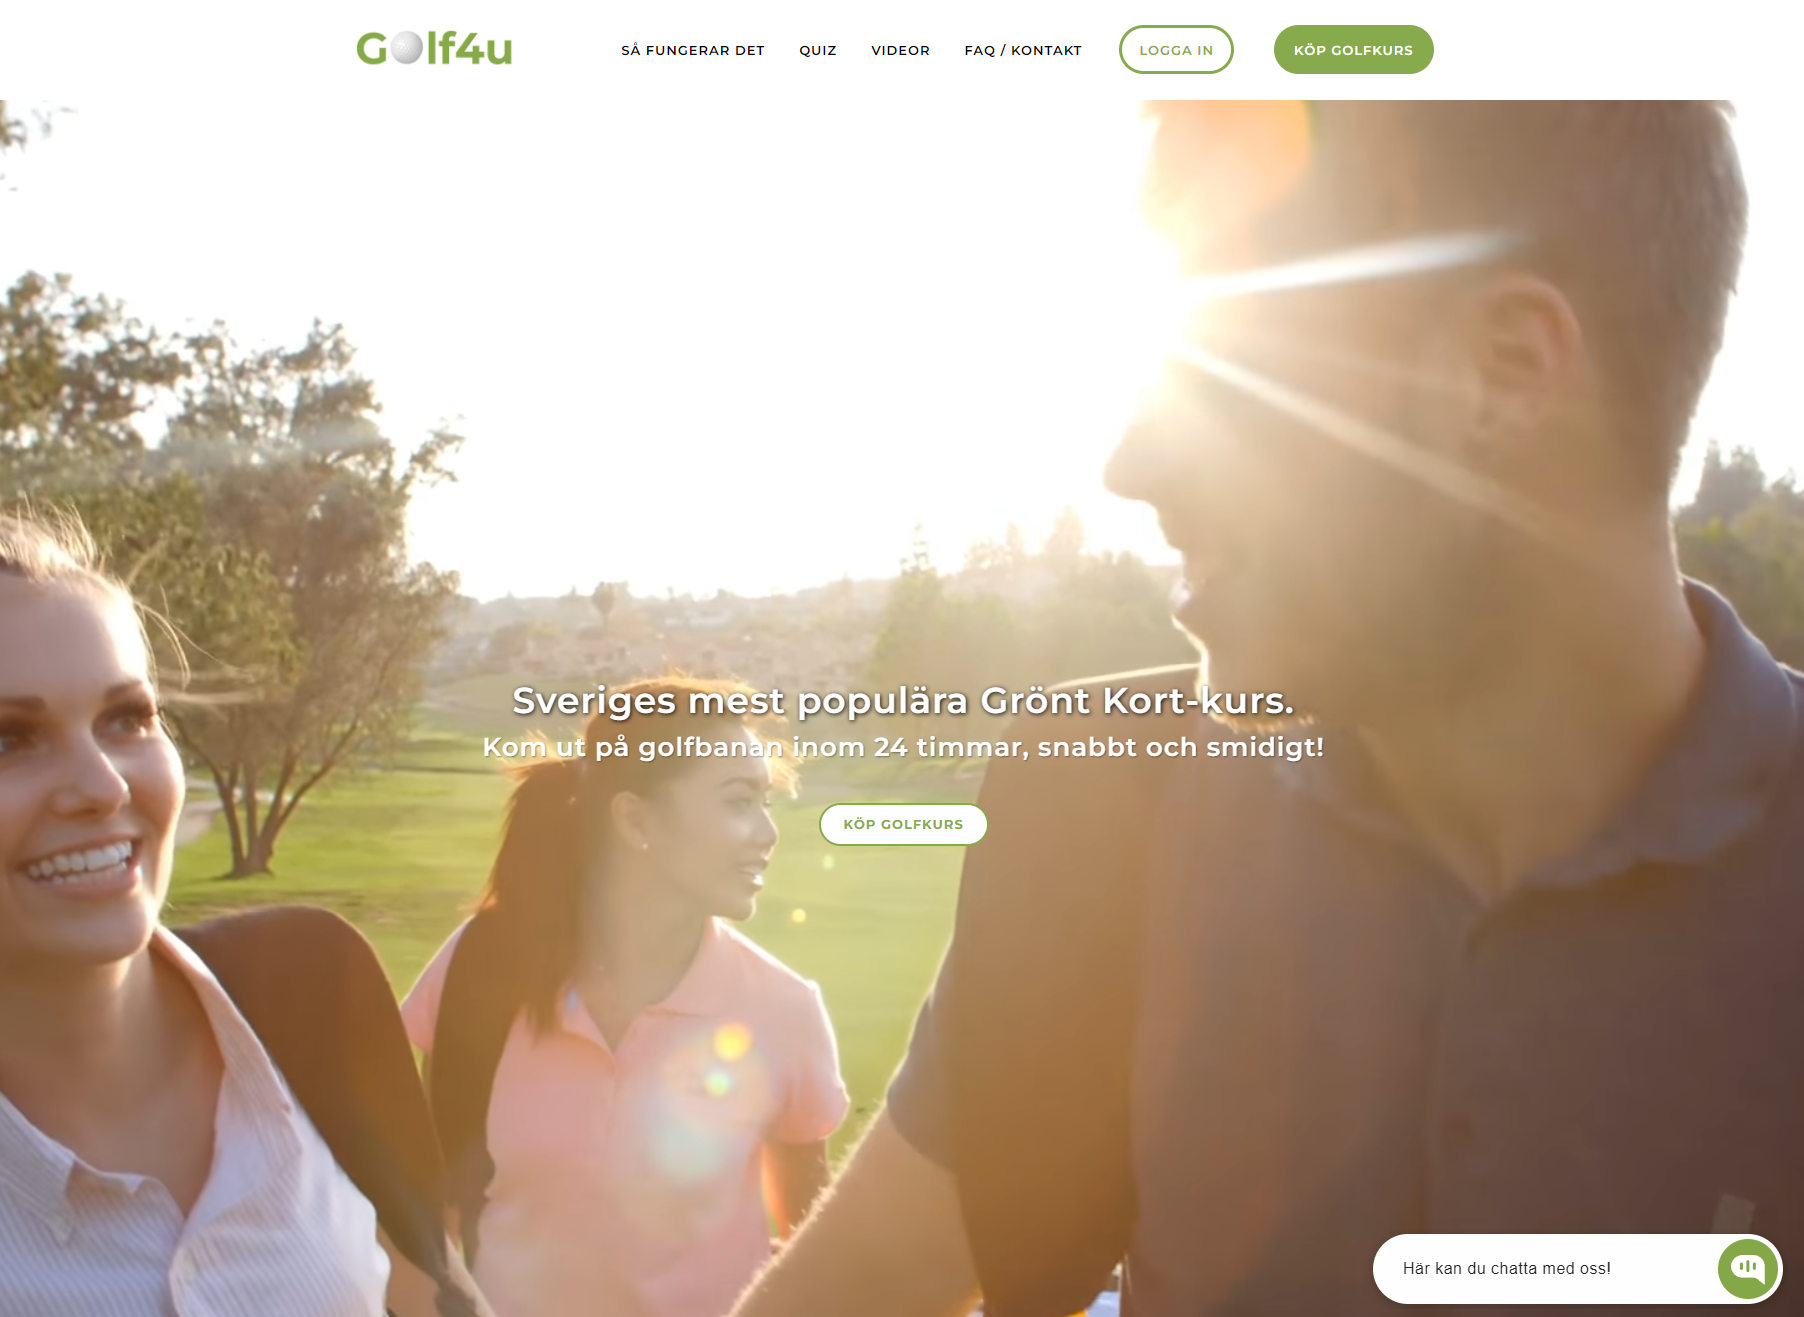 Golf4u
SÅ FUNGERAR DET
QUIZ
VIDEOR
FAQ / KONTAKT
LOGGA IN
KÖP GOLFKURS
Sveriges mest populära Grönt Kort-kurs.
Kom ut på golfbanan inom 24 timmar, snabbt och smidigt!
KÖP GOLFKURS
Här kan du chatta med oss!